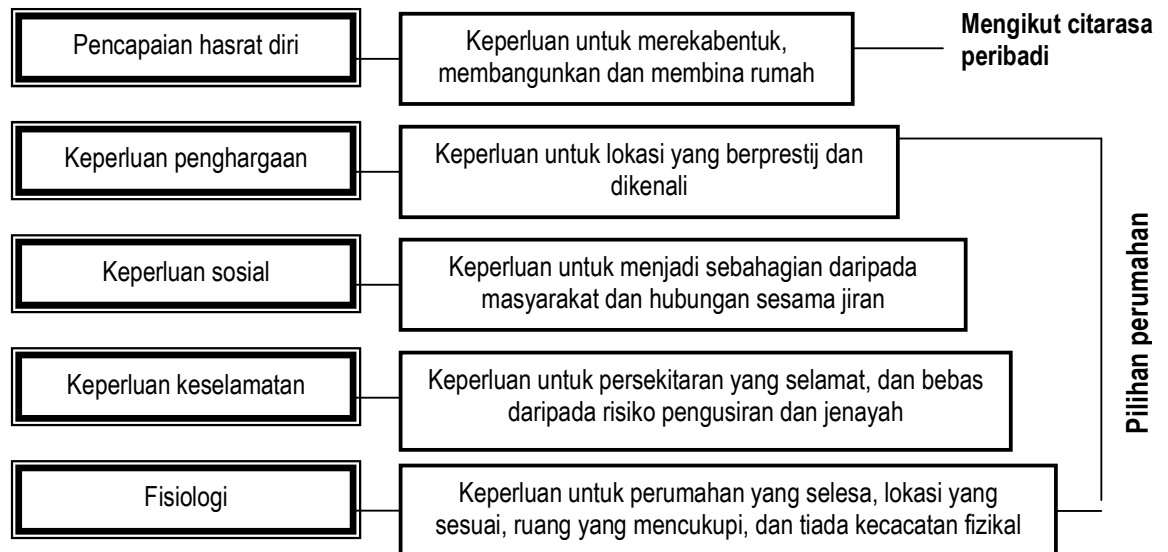 Pencapaian hasrat diri
Keperluan untuk merekabentuk,
membangunkan dan membina rumah
Mengikut citarasa
peribadi
Keperluan penghargaan
Keperluan untuk lokasi yang berprestij dan
dikenali
Keperluan sosial
Keperluan untuk menjadi sebahagian daripada
masyarakat dan hubungan sesama jiran
Keperluan keselamatan
Keperluan untuk persekitaran yang selamat, dan bebas
daripada risiko pengusiran dan jenayah
Fisiologi
Keperluan untuk perumahan yang selesa, lokasi yang
sesuai, ruang yang mencukupi, dan tiada kecacatan fizikal
Pilihan perumahan